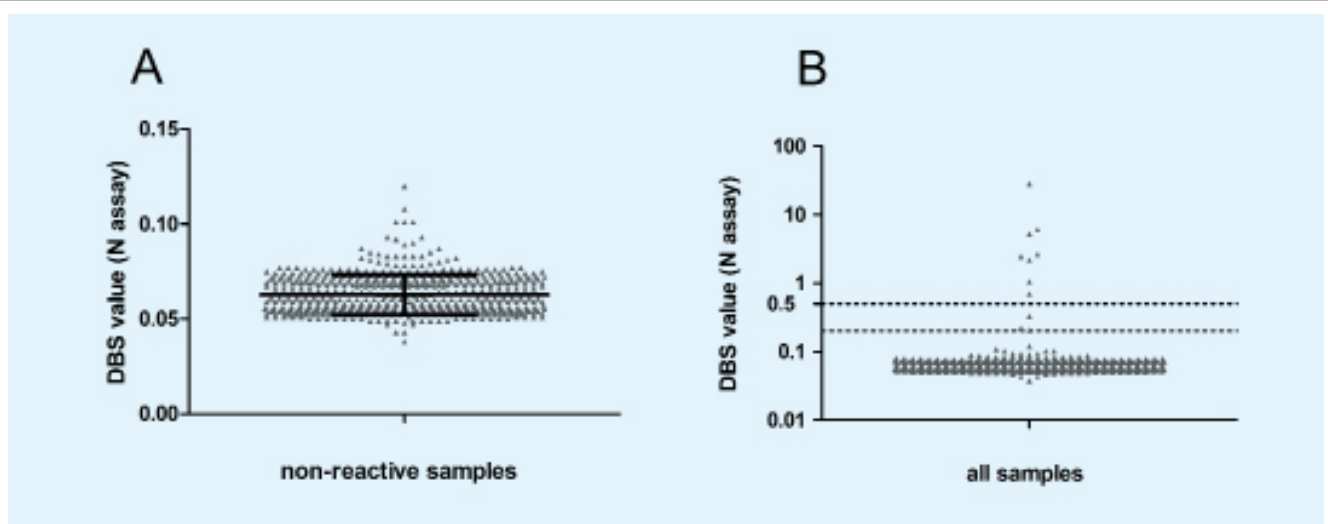 A
DBS value (N assay)
0.15
0.10
0.05
0.00
non-reactive samples
B
DBS value (N assay)
100
10
1
0.5
0.1
0.01
all samples